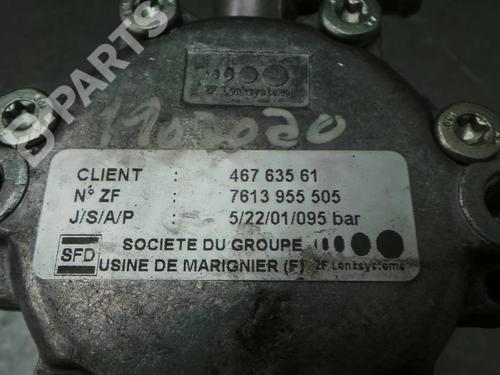 B-PARTS
ZF Lenksysteme
1902020
CLIENT : 467 635 61
N° ZF : 7613 955 505
J/S/A/P : 5/22/01/095 bar
SFD SOCIETE DU GROUPE
USINE DE MARIGNIER (F) ZF Lenksysteme